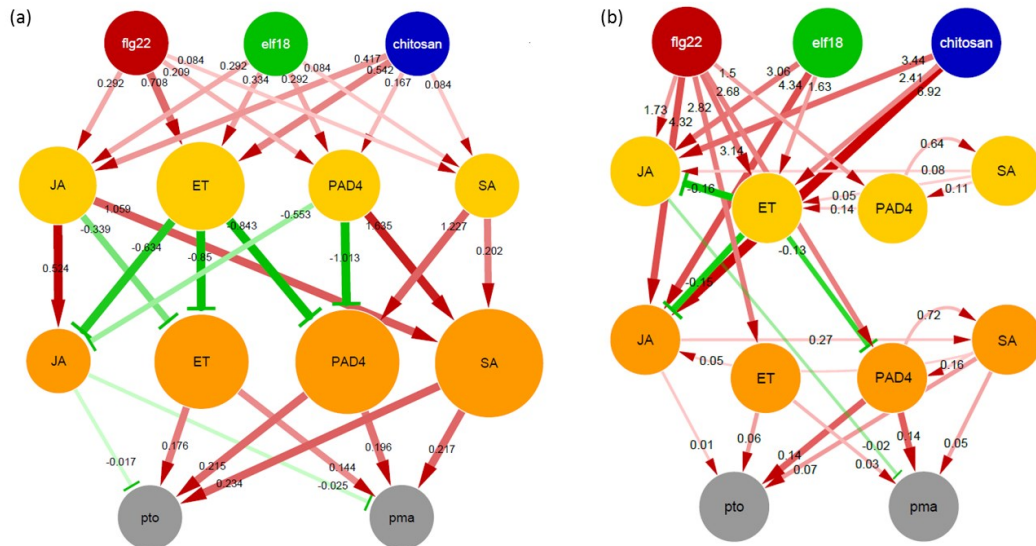 (a)
flg22
elf18
chitosan
0.292
0.084
0.209
0.708
0.292
0.334
0.084
0.292
0.417
0.542
0.167
0.084
JA
ET
PAD4
SA
1.059
-0.339
0.524
-0.634
-0.85
-0.843
-0.553
-1.013
1.635
1.227
0.202
JA
ET
PAD4
SA
-0.017
0.176
0.215
0.234
0.144
-0.025
0.196
0.217
pto
pma
(b)
flg22
elf18
chitosan
1.73
4.32
2.68
2.82
1.5
3.14
3.06
4.34
1.63
3.44
2.41
6.92
JA
ET
PAD4
SA
0.64
0.08
0.11
0.05
0.14
-0.16
-0.13
-0.15
JA
ET
PAD4
SA
0.72
0.27
0.05
0.16
0.01
0.06
0.14
0.07
0.03
-0.02
0.14
0.05
pto
pma